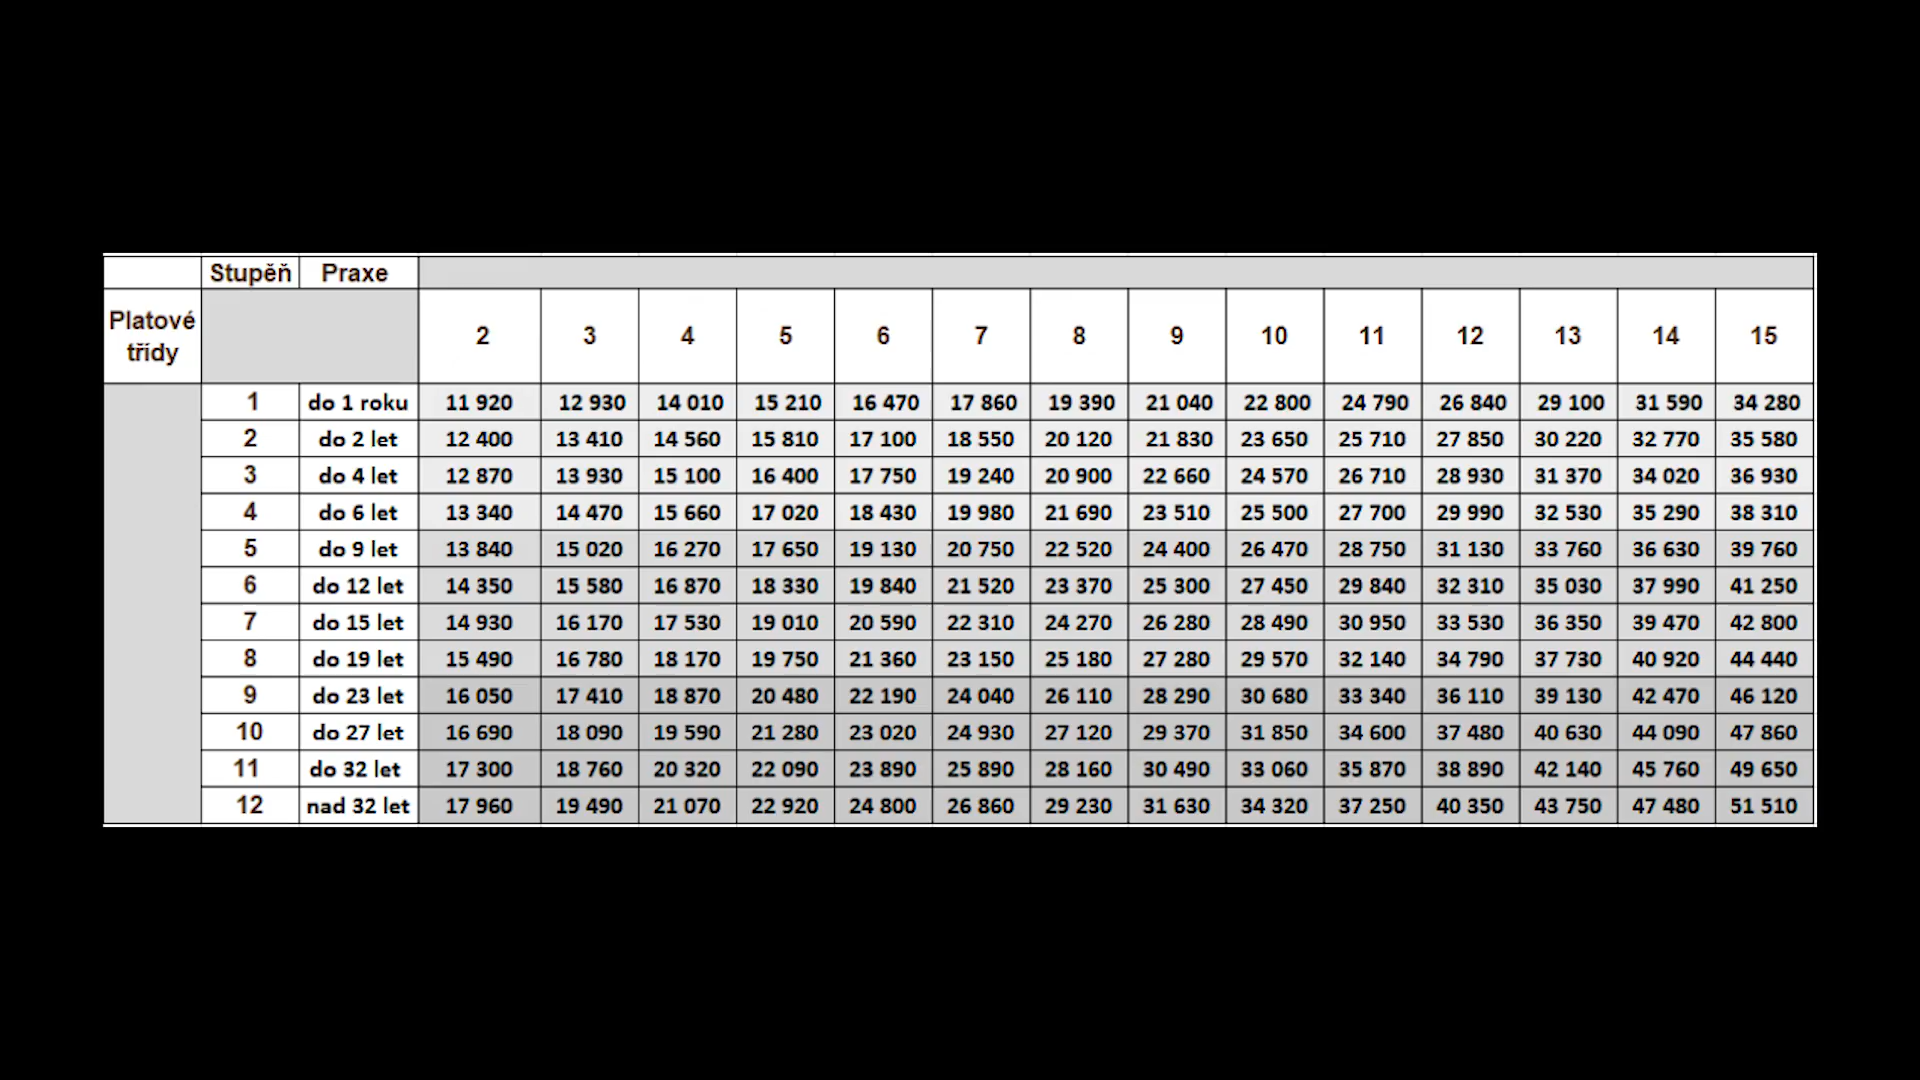 Stupěň Praxe
Platové třídy 2 3 4 5 6 7 8 9 10 11 12 13 14 15
1 do 1 roku 11 920 12 930 14 010 15 210 16 470 17 860 19 390 21 040 22 800 24 790 26 840 29 100 31 590 34 280
2 do 2 let 12 400 13 410 14 560 15 810 17 100 18 550 20 120 21 830 23 650 25 710 27 850 30 220 32 770 35 580
3 do 4 let 12 870 13 930 15 100 16 400 17 750 19 240 20 900 22 660 24 570 26 710 28 930 31 370 34 020 36 930
4 do 6 let 13 340 14 470 15 660 17 020 18 430 19 980 21 690 23 510 25 500 27 700 29 990 32 530 35 290 38 310
5 do 9 let 13 840 15 020 16 270 17 650 19 130 20 750 22 520 24 400 26 470 28 750 31 130 33 760 36 630 39 760
6 do 12 let 14 350 15 580 16 870 18 330 19 840 21 520 23 370 25 300 27 450 29 840 32 310 35 030 37 990 41 250
7 do 15 let 14 930 16 170 17 530 19 010 20 590 22 310 24 270 26 280 28 490 30 950 33 530 36 350 39 470 42 800
8 do 19 let 15 490 16 780 18 170 19 750 21 360 23 150 25 180 27 280 29 570 32 140 34 790 37 730 40 920 44 440
9 do 23 let 16 050 17 410 18 870 20 480 22 190 24 040 26 110 28 290 30 680 33 340 36 110 39 130 42 470 46 120
10 do 27 let 16 690 18 090 19 590 21 280 23 020 24 930 27 120 29 370 31 850 34 600 37 480 40 630 44 090 47 860
11 do 32 let 17 300 18 760 20 320 22 090 23 890 25 890 28 160 30 490 33 060 35 870 38 890 42 140 45 760 49 650
12 nad 32 let 17 960 19 490 21 070 22 920 24 800 26 860 29 230 31 630 34 320 37 250 40 350 43 750 47 480 51 510